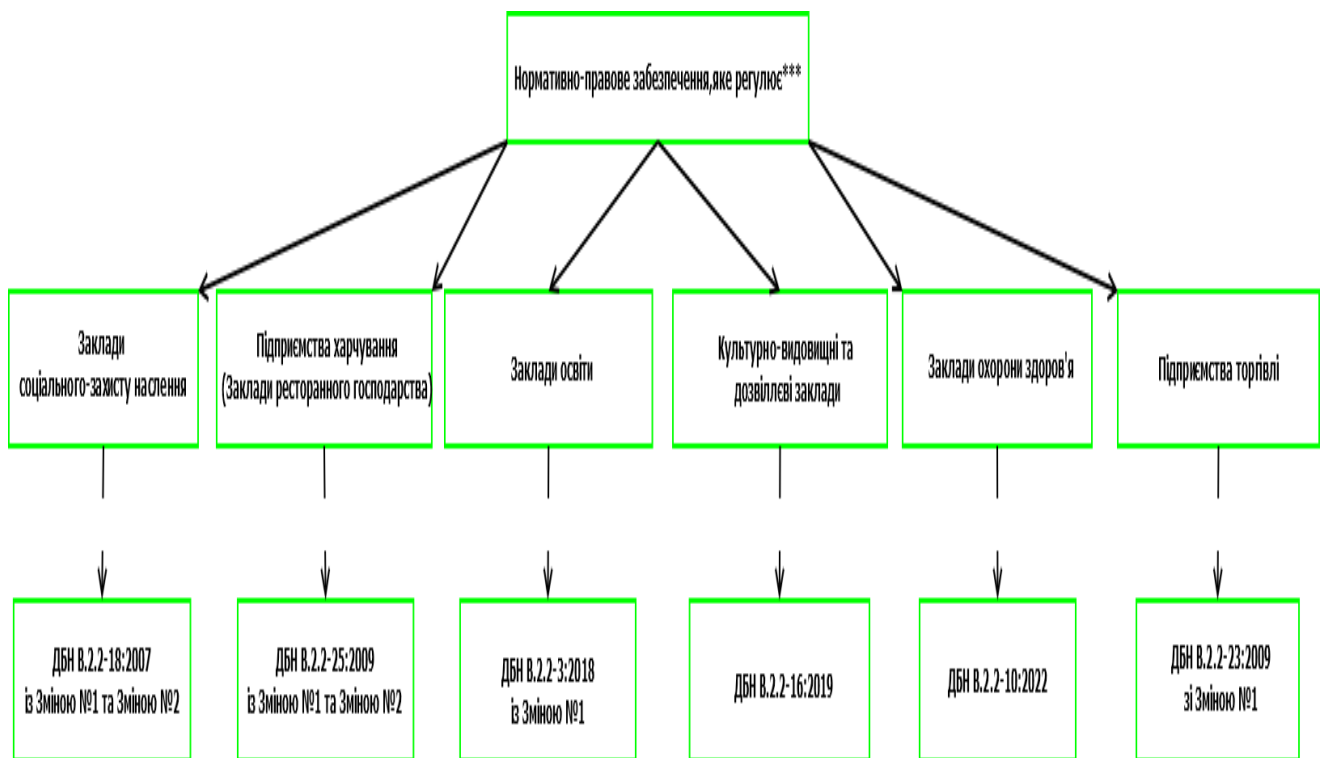 Нормативно-правове забезпечення,яке регулює***
Заклади
соціального-захисту наслення
Підприємства харчування
(Заклади ресторанного господарства)
Заклади освіти
Культурно-видовищні та
дозвіллєві заклади
Заклади охорони здоров'я
Підприємства торгівлі
ДБН В.2.2-18:2007
із Зміною №1 та Зміною №2
ДБН В.2.2-25:2009
із Зміною №1 та Зміною №2
ДБН В.2.2-3:2018
із Зміною №1
ДБН В.2.2-16:2019
ДБН В.2.2-10:2022
ДБН В.2.2-23:2009
зі Зміною №1